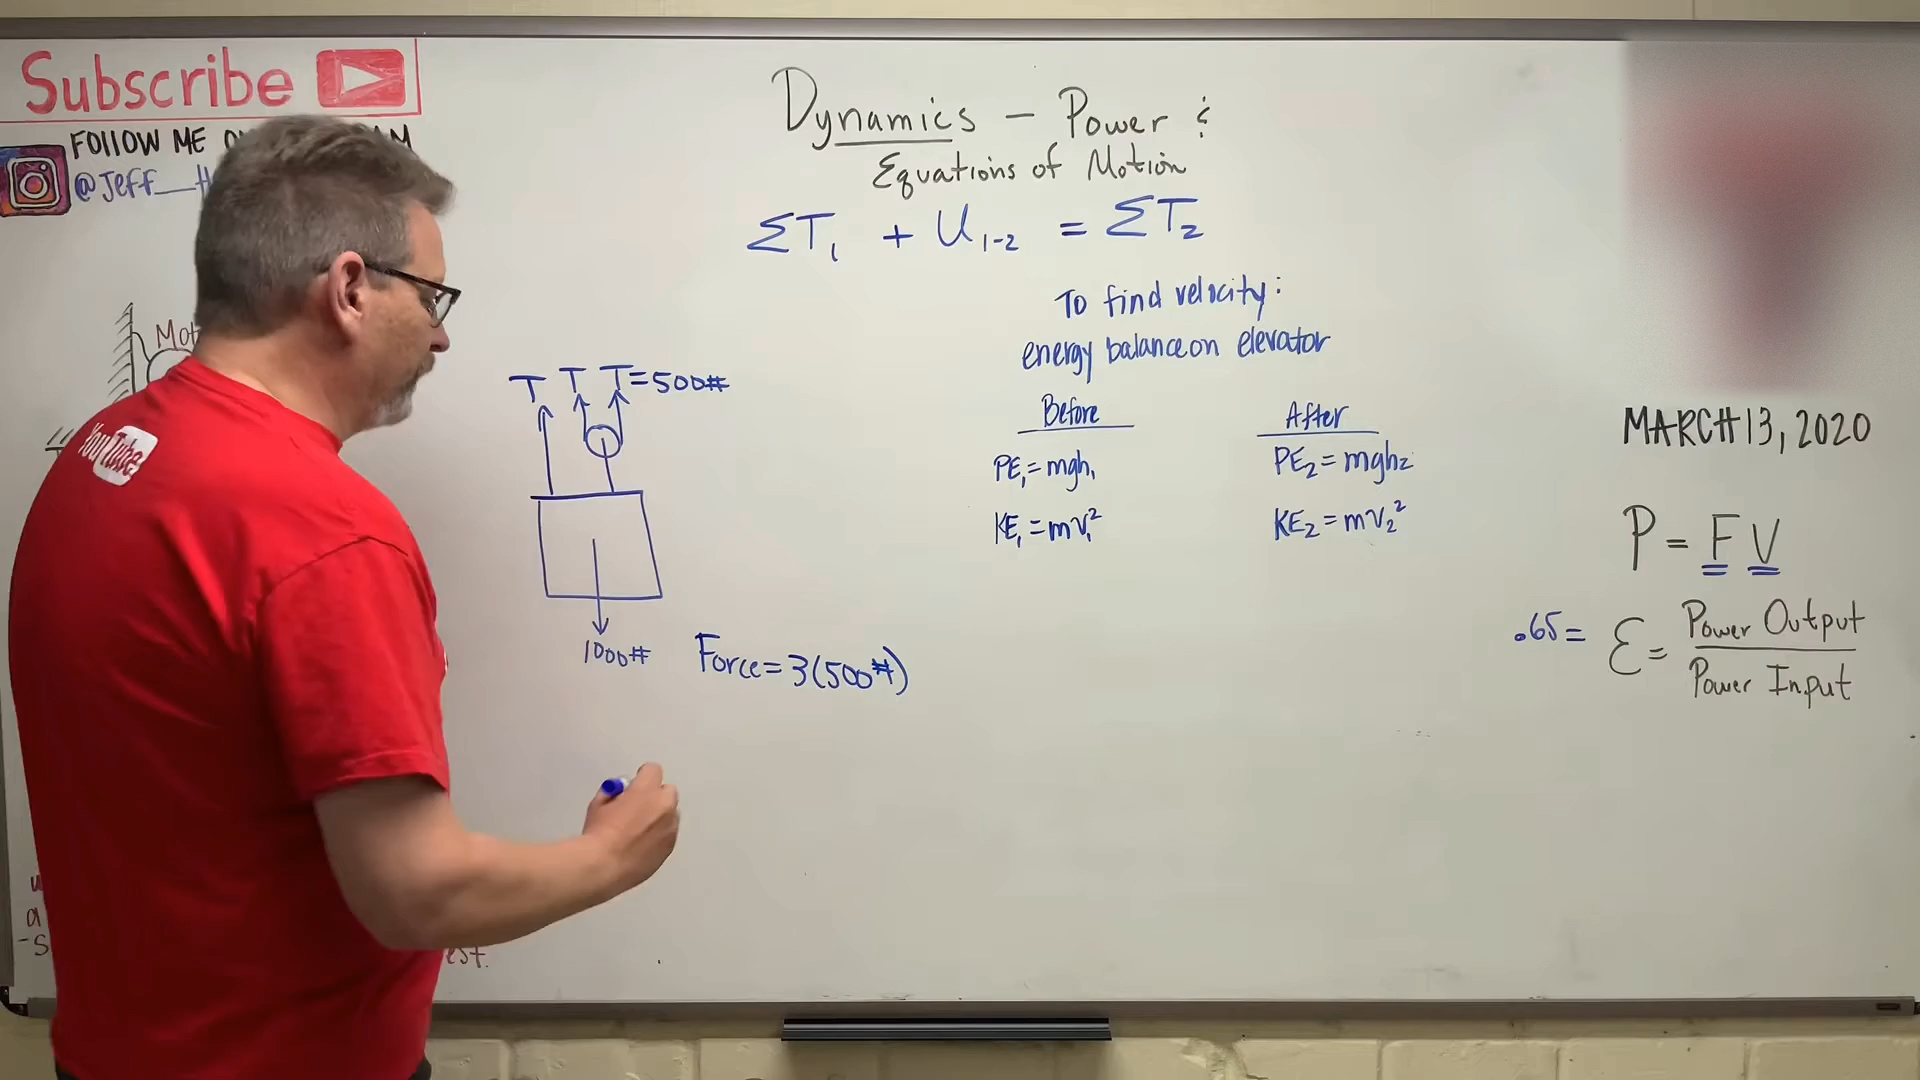 Subscribe
FOLLOW ME
@Jeff__H
YouTube
Dynamics – Power &
Equations of Motion
ΣT₁ + U₁₋₂ = ΣT₂
To find velocity:
energy balance on elevator
Before
PE₁ = mgh₁
KE₁ = mv₁²
After
PE₂ = mgh₂
KE₂ = mv₂²
T T T = 500#
1000#
Force = 3(500#)
MARCH 13, 2020
P = F V
.65 = ε = Power Output / Power Input